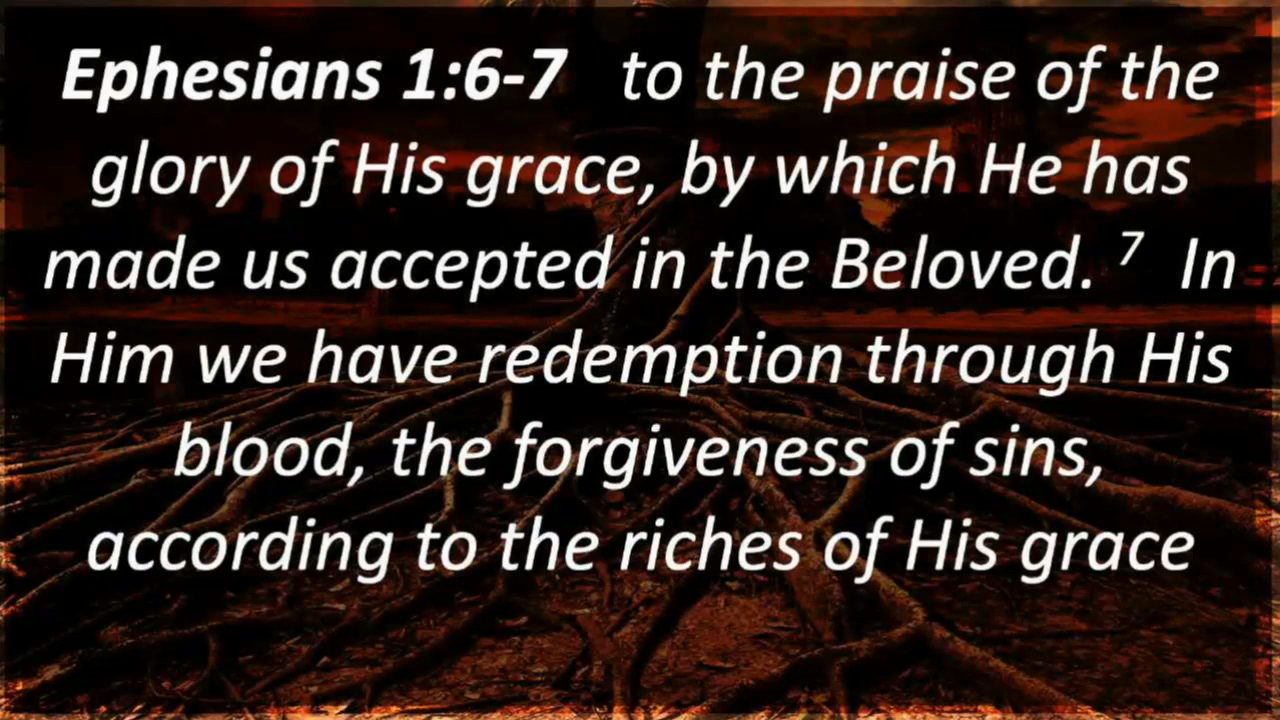 Ephesians 1:6-7 to the praise of the
glory of His grace, by which He has
made us accepted in the Beloved. 7 In
Him we have redemption through His
blood, the forgiveness of sins,
according to the riches of His grace